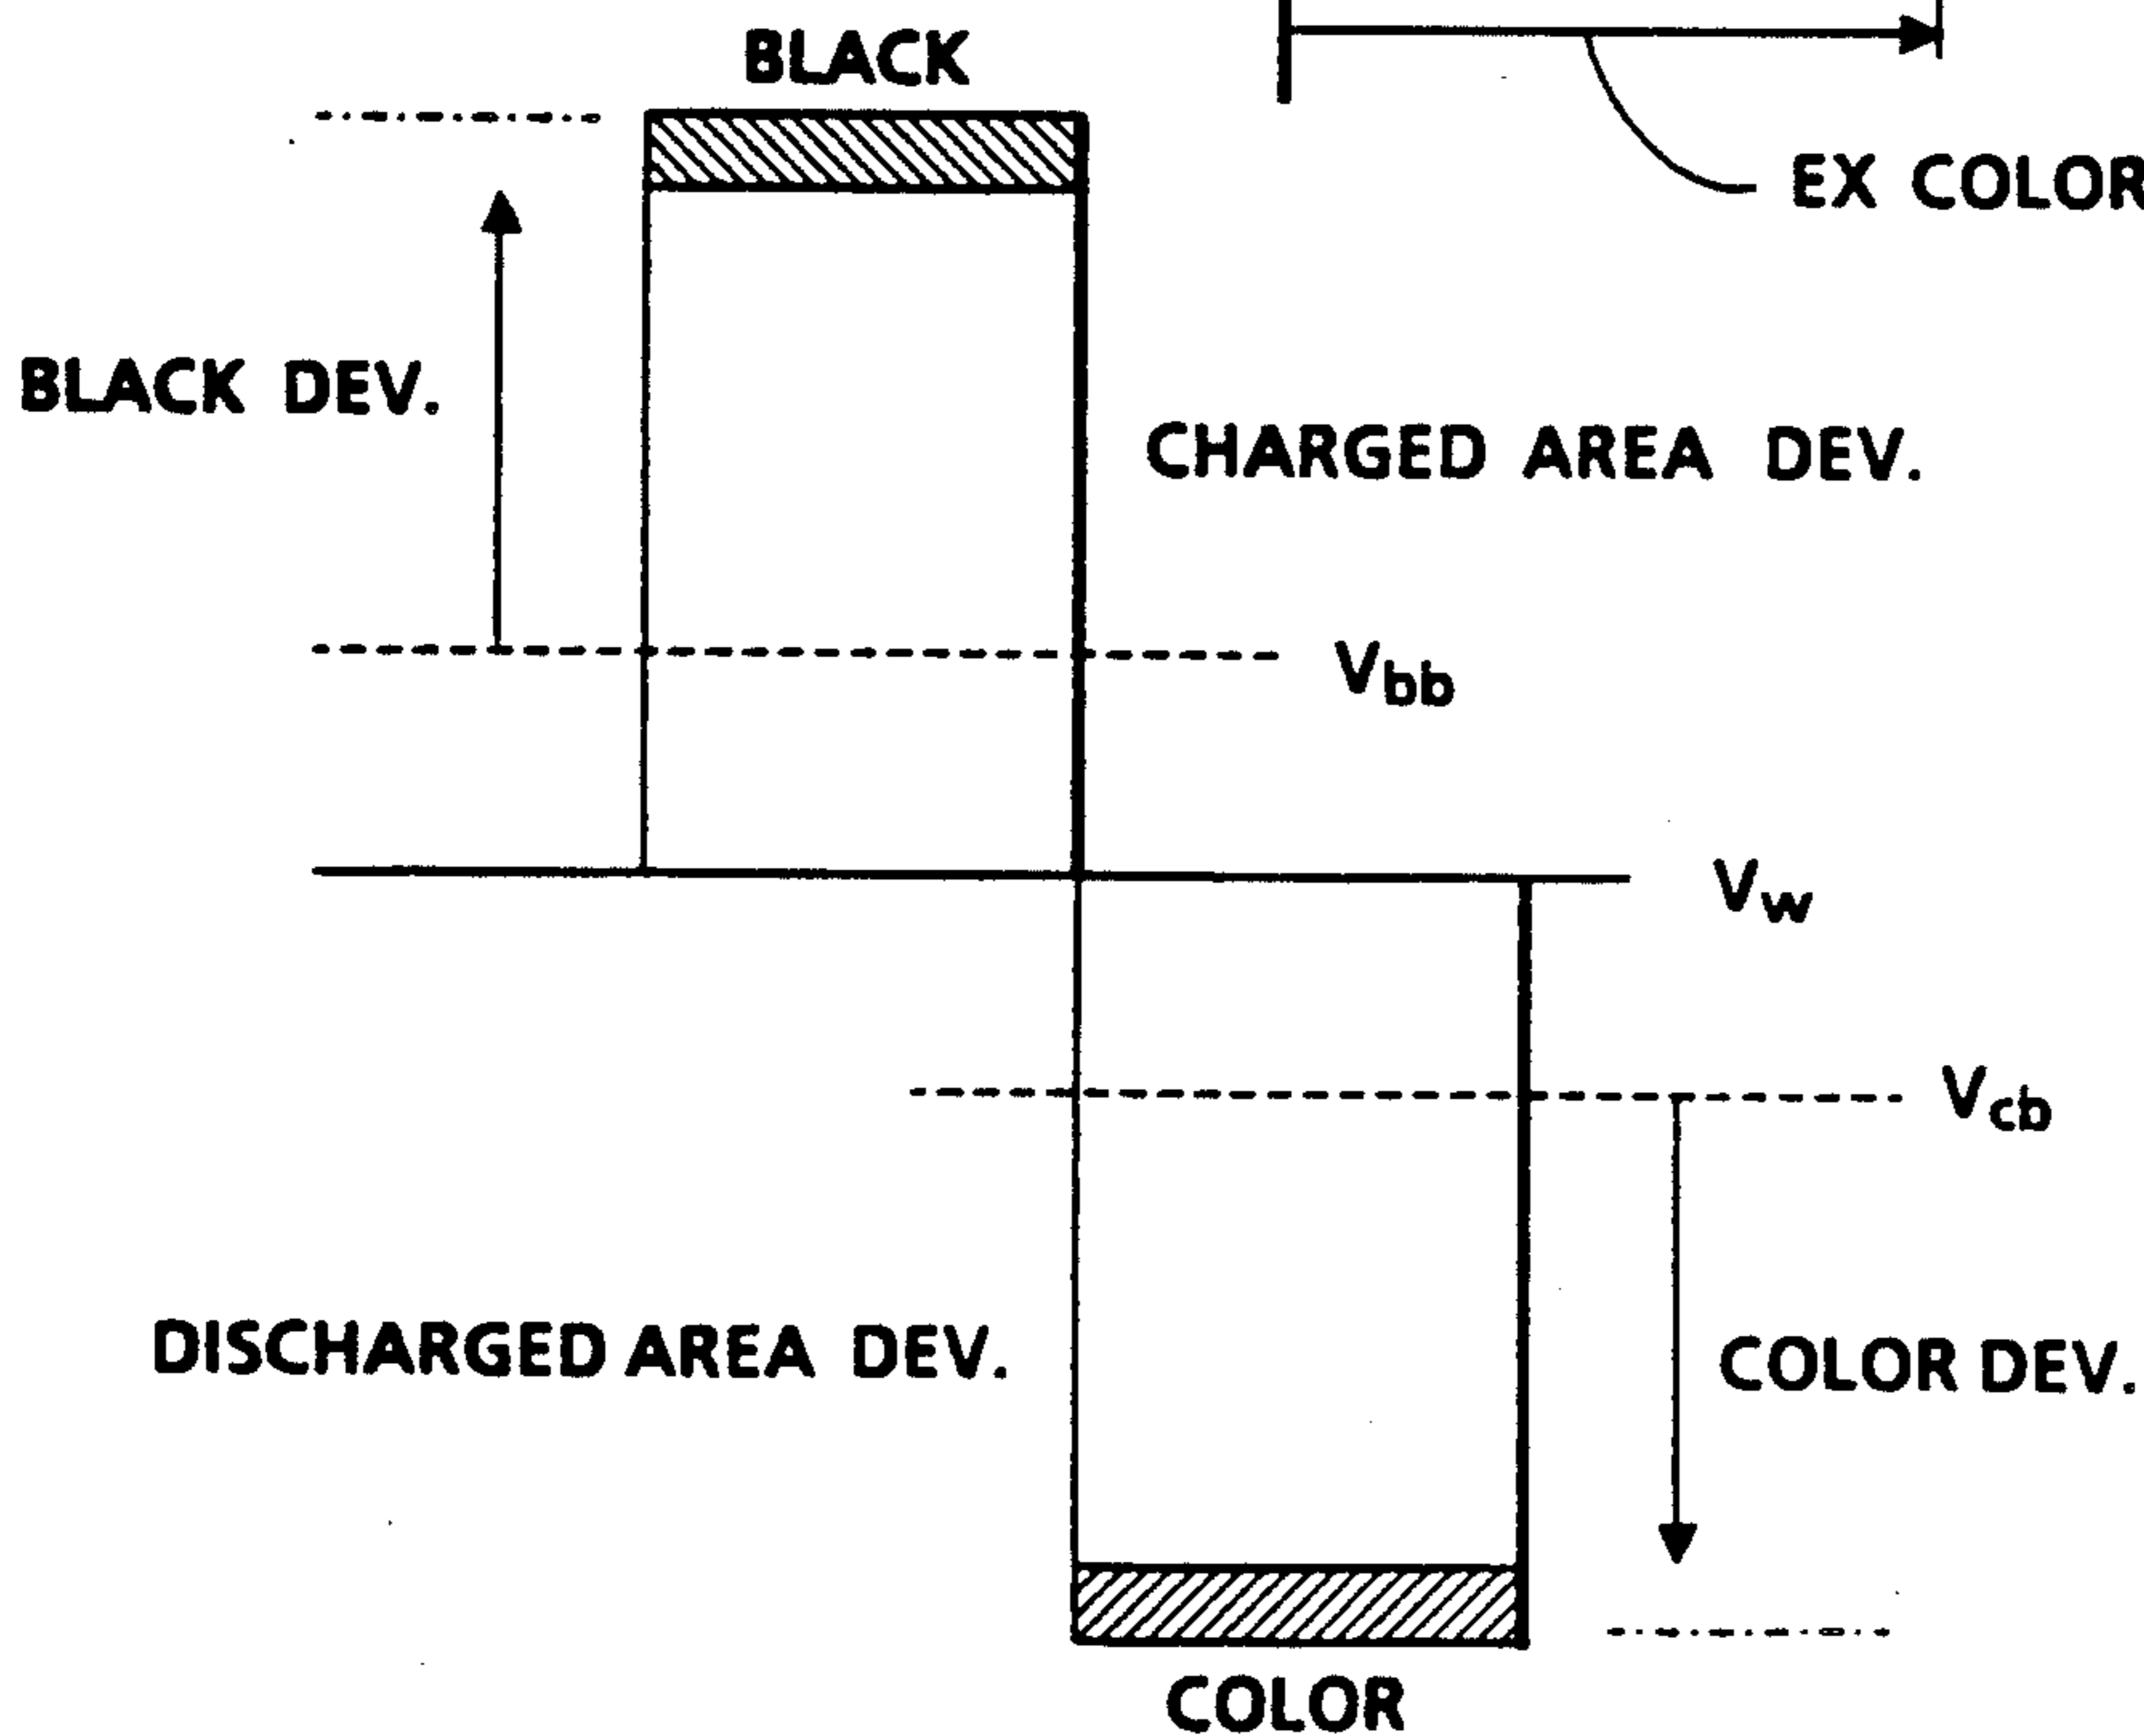 BLACK
EX COLOR
BLACK DEV.
CHARGED AREA DEV.
Vbb
Vw
Vcb
DISCHARGED AREA DEV.
COLOR DEV.
COLOR